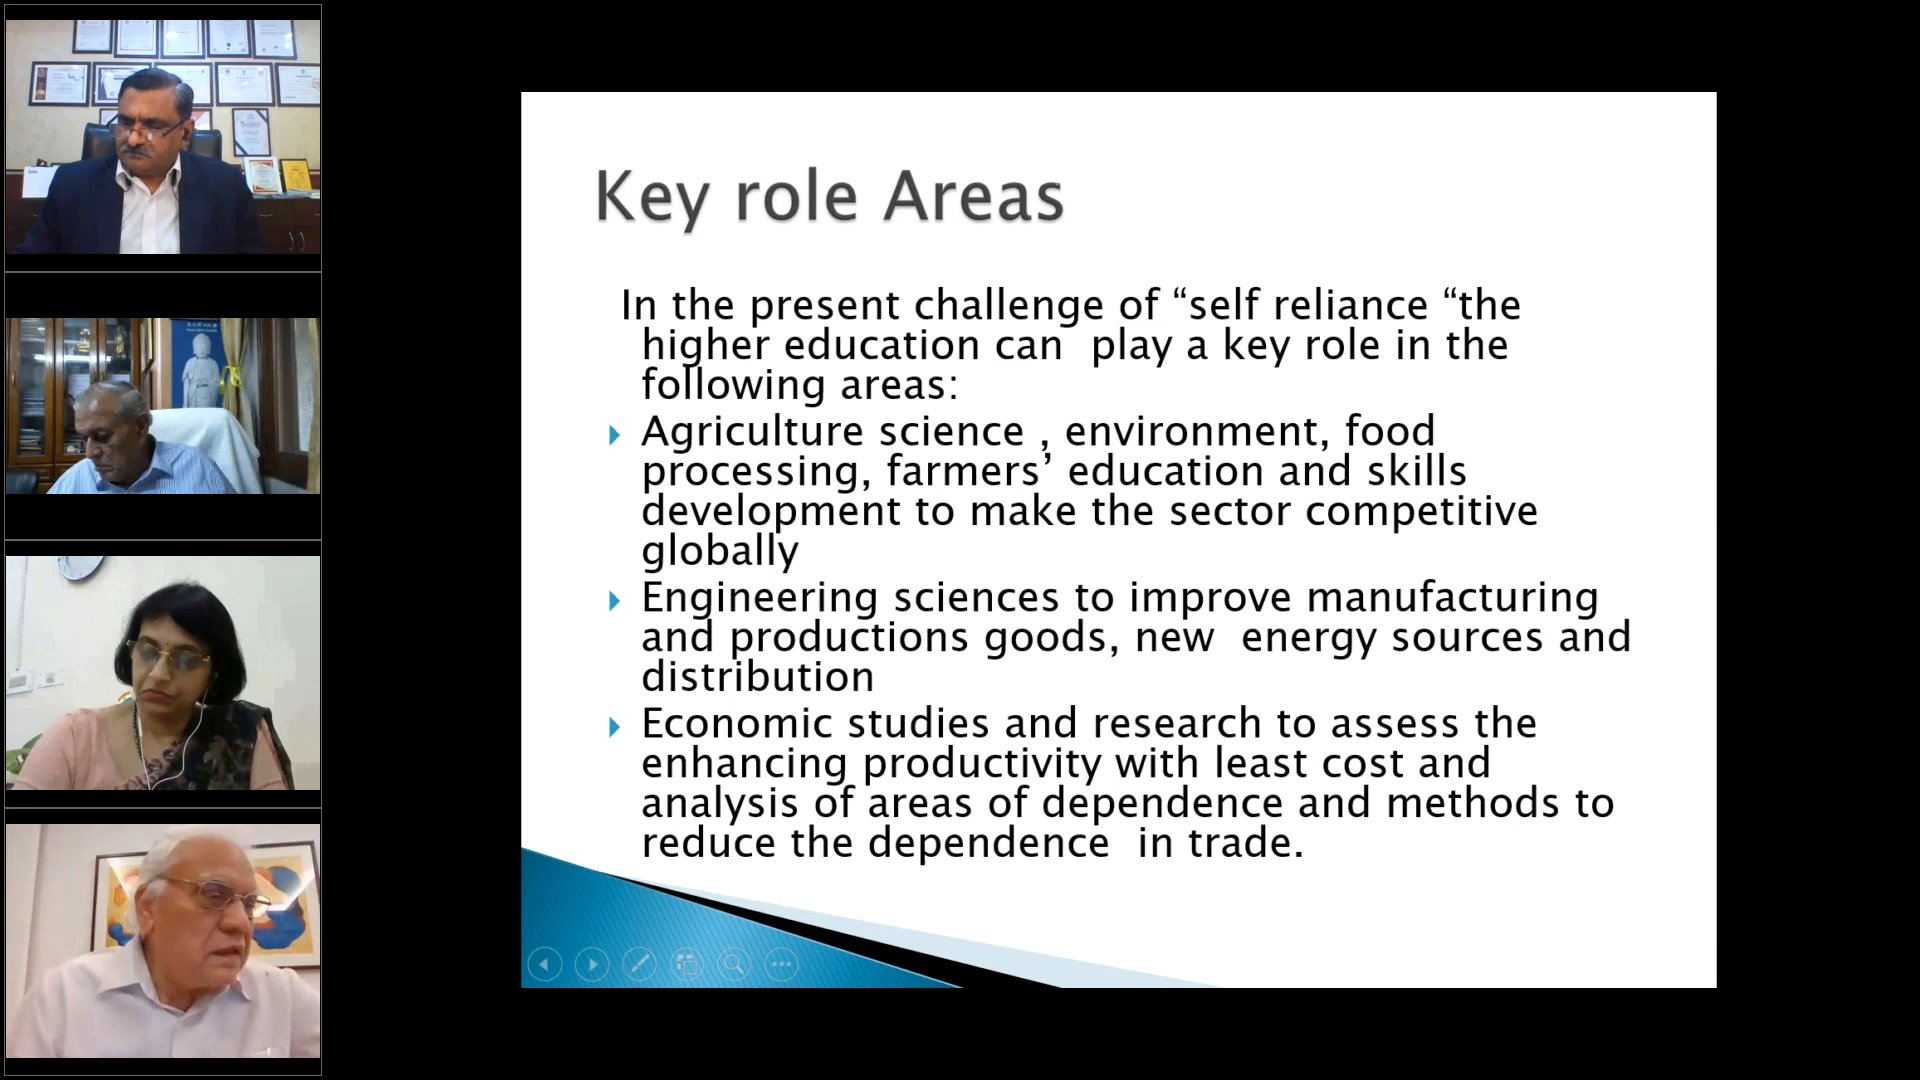 Key role Areas
In the present challenge of “self reliance “the
higher education can  play a key role in the
following areas:
Agriculture science , environment, food
processing, farmers’ education and skills
development to make the sector competitive
globally
Engineering sciences to improve manufacturing
and productions goods, new  energy sources and
distribution
Economic studies and research to assess the
enhancing productivity with least cost and
analysis of areas of dependence and methods to
reduce the dependence  in trade.